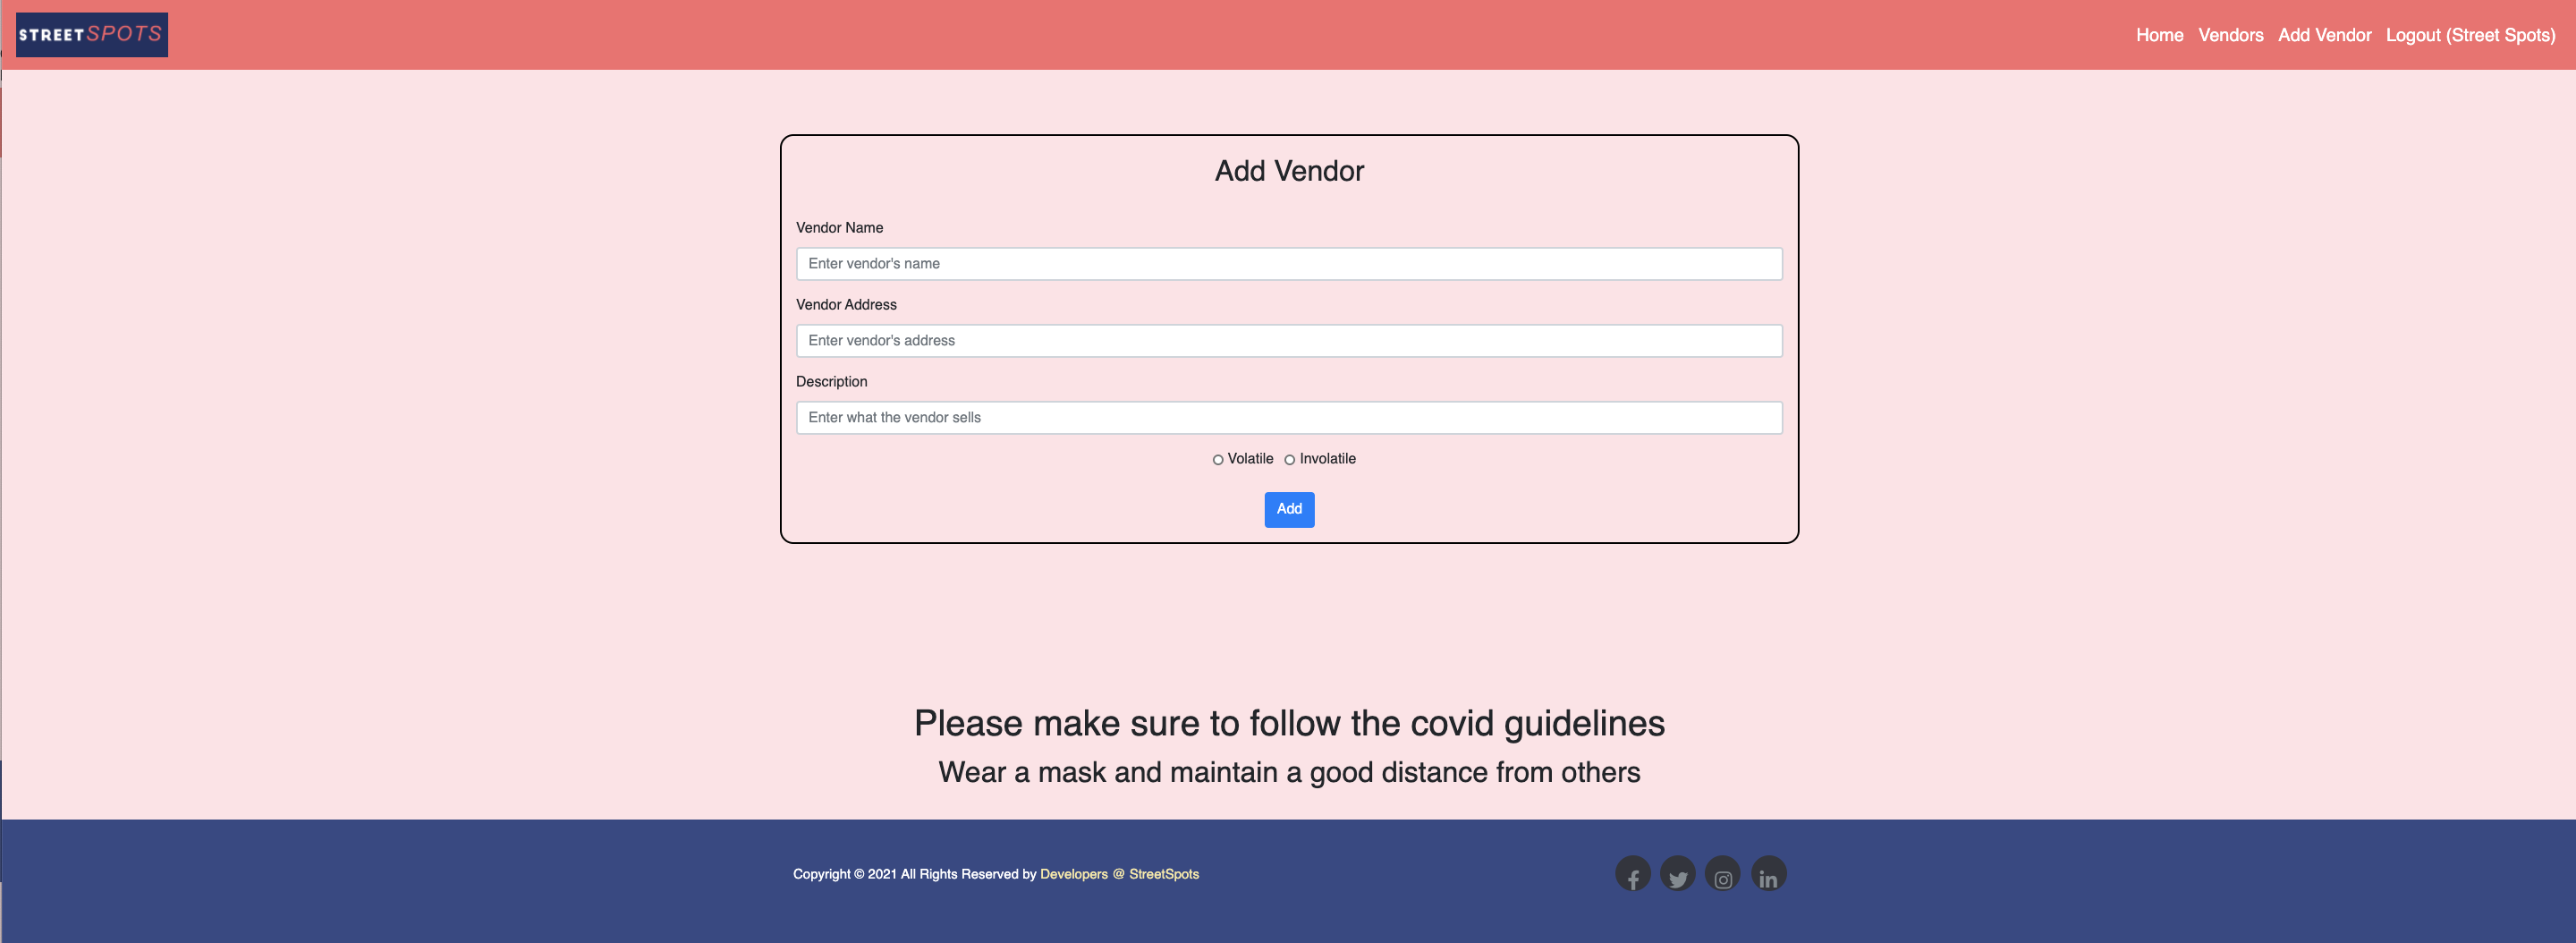 STREETSPOTS
Home Vendors Add Vendor Logout (Street Spots)
Add Vendor
Vendor Name
Enter vendor's name
Vendor Address
Enter vendor's address
Description
Enter what the vendor sells
Volatile Involatile
Add
Please make sure to follow the covid guidelines
Wear a mask and maintain a good distance from others
Copyright © 2021 All Rights Reserved by Developers @ StreetSpots